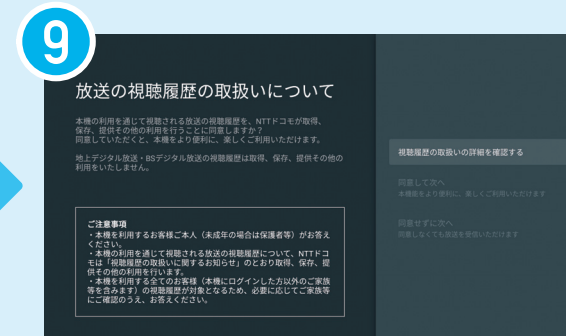 9
放送の視聴履歴の取扱いについて
本機の利用を通じて視聴される放送の視聴履歴を、NTTドコモが取得、
保存、提供その他の利用を行うことに同意しますか？
同意していただくと、本機をより便利に、楽しくご利用いただけます。
地上デジタル放送・BSデジタル放送の視聴履歴は取得、保存、提供その他の
利用をいたしません。
ご注意事項
・本機を利用するお客様ご本人（未成年の場合は保護者等）がお答え
ください。
・本機の利用を通じて視聴される放送の視聴履歴について、NTTドコ
モは「視聴履歴の取扱いに関するお知らせ」のとおり取得、保存、提
供その他の利用を行います。
・本機を利用する全てのお客様（本機にログインした方以外のご家族
等を含みます）の視聴履歴が対象となるため、必要に応じてご家族等
にご確認のうえ、お答えください。
視聴履歴の取扱いの詳細を確認する
同意して次へ
本機能をより便利に、楽しくご利用いただけます
同意せずに次へ
同意しなくても放送を受信いただけます